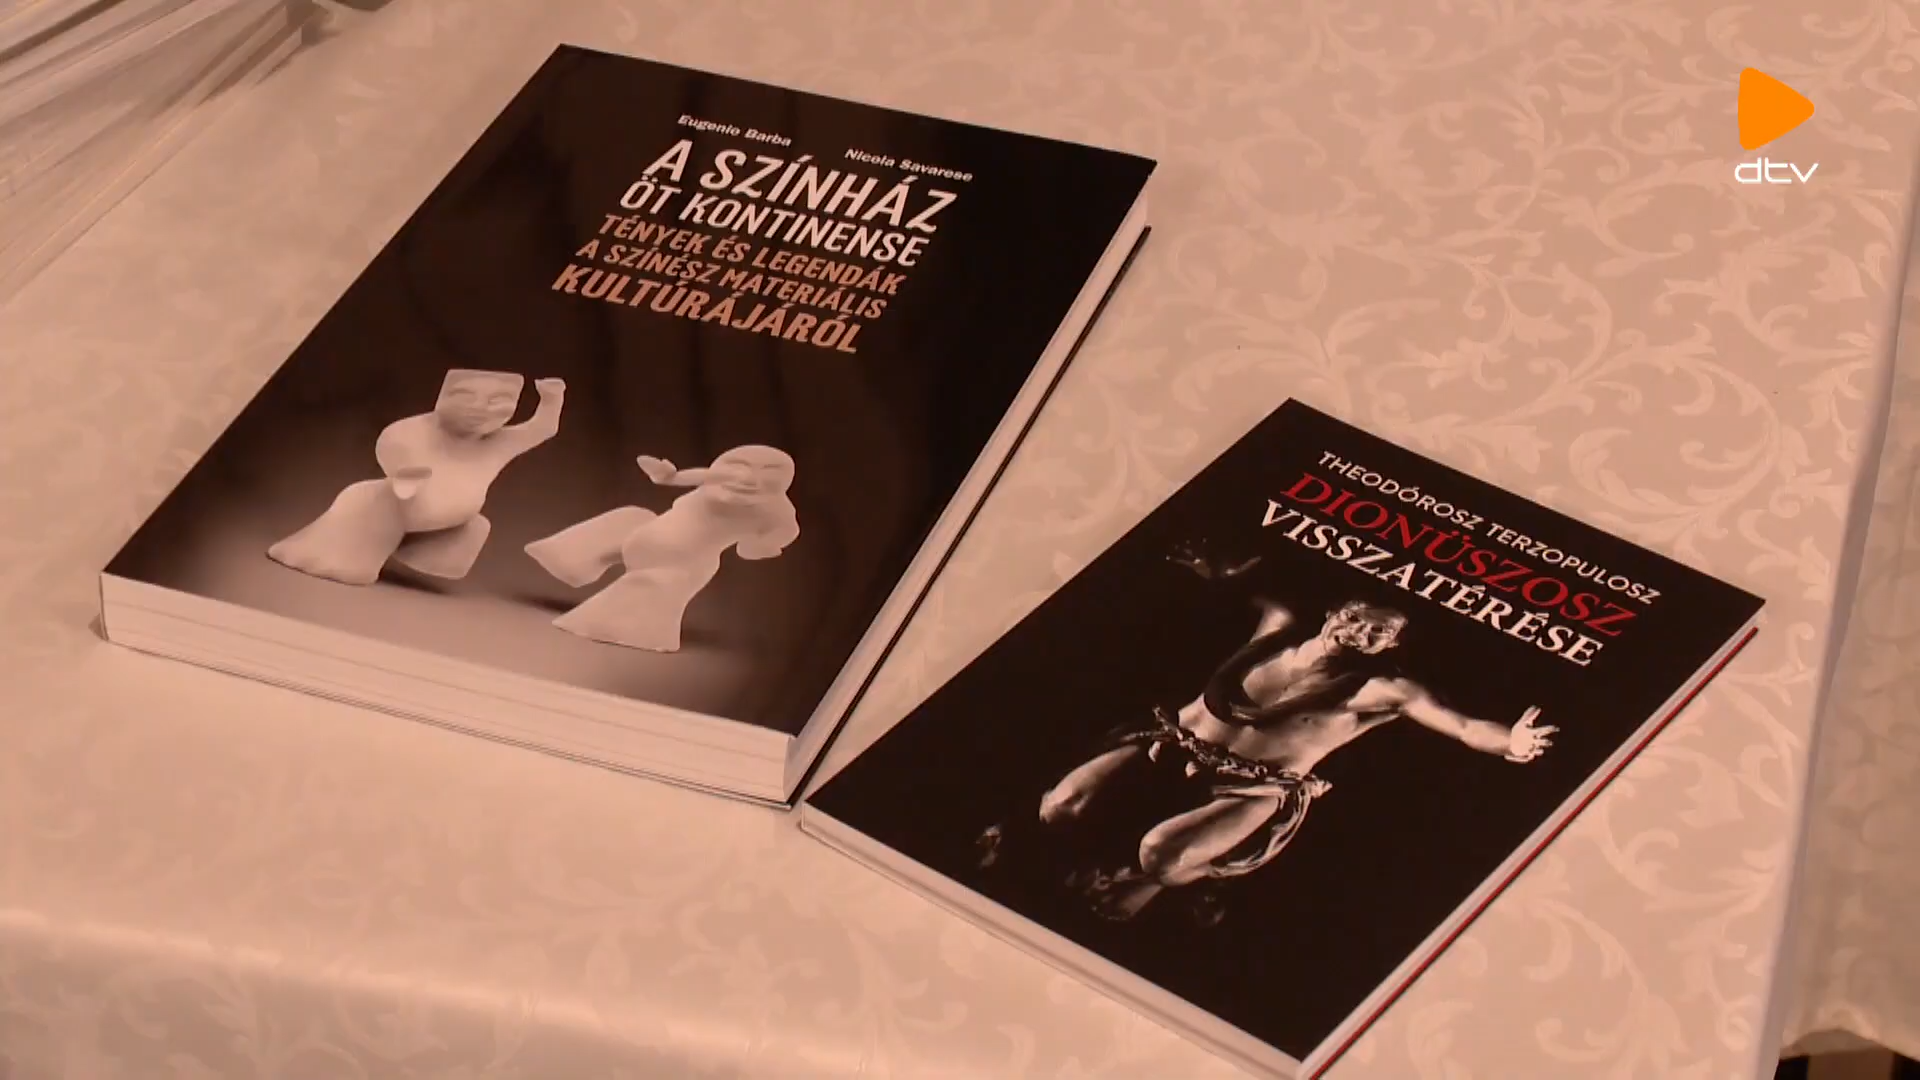 Eugenio Barba
Nicola Savarese
A SZÍNHÁZ
ÖT KONTINENSE
TÉNYEK ÉS LEGENDÁK
A SZÍNÉSZ MATERIÁLIS
KULTÚRÁJÁRÓL
THEODÓROSZ TERZOPULOSZ
DIONÜSZOSZ
VISSZATÉRÉSE
dtv